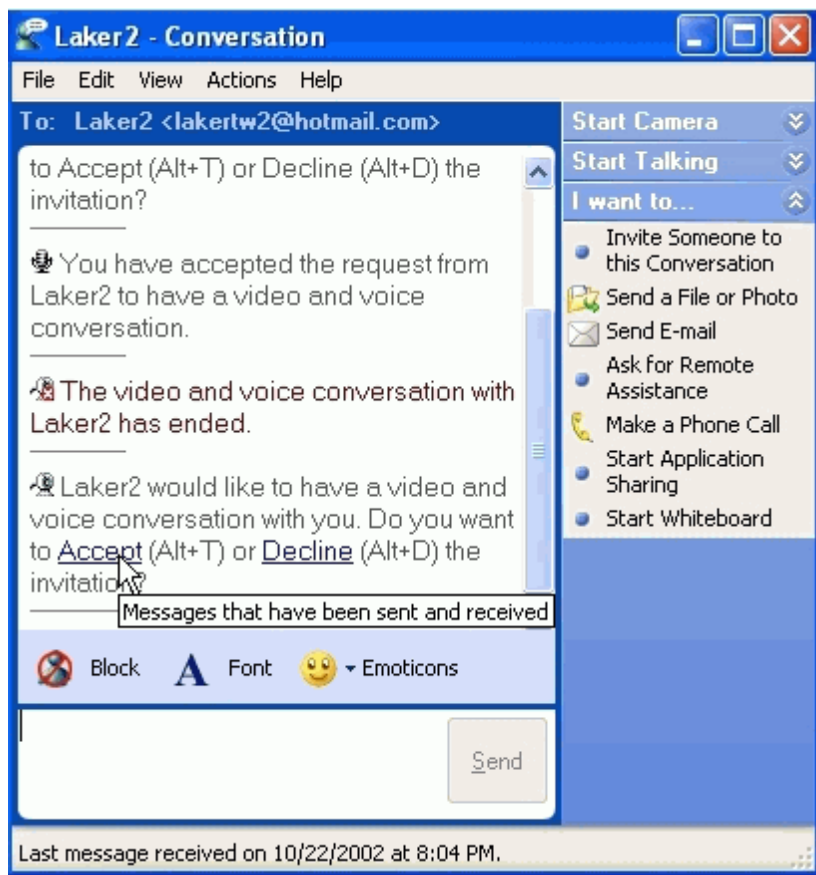 Laker2 - Conversation
File Edit View Actions Help
To: Laker2 <lakertw2@hotmail.com>
to Accept (Alt+T) or Decline (Alt+D) the
invitation?
You have accepted the request from
Laker2 to have a video and voice
conversation.
The video and voice conversation with
Laker2 has ended.
Laker2 would like to have a video and
voice conversation with you. Do you want
to Accept (Alt+T) or Decline (Alt+D) the
invitation?
Messages that have been sent and received
Block Font Emoticons
Send
Start Camera
Start Talking
I want to...
Invite Someone to
this Conversation
Send a File or Photo
Send E-mail
Ask for Remote
Assistance
Make a Phone Call
Start Application
Sharing
Start Whiteboard
Last message received on 10/22/2002 at 8:04 PM.